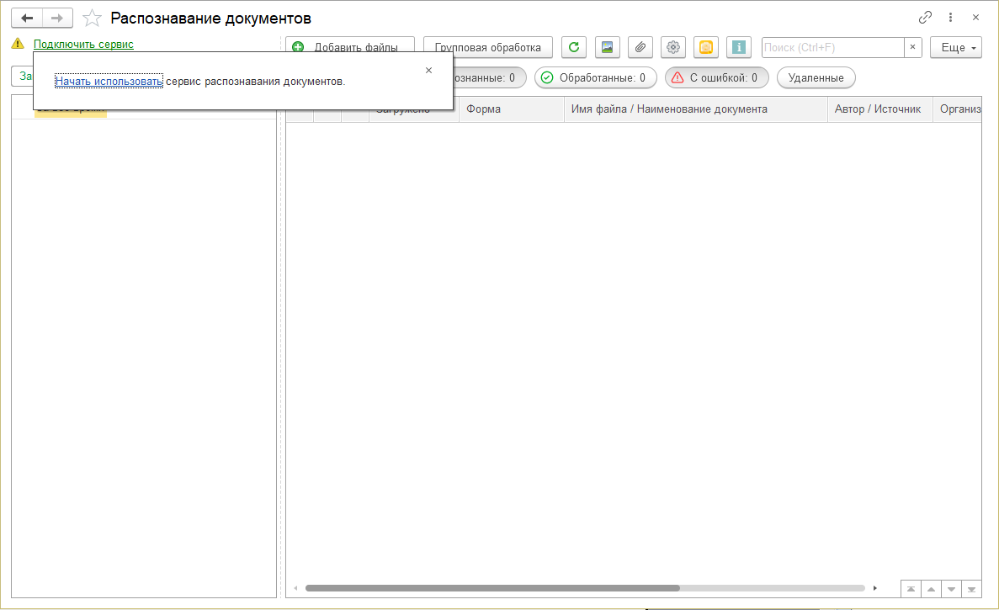 Распознавание документов
Подключить сервис
Добавить файлы
Групповая обработка
Поиск (Ctrl+F)
Еще
Начать использовать сервис распознавания документов.
За
ознанные: 0
Обработанные: 0
С ошибкой: 0
Удаленные
Загружено
Форма
Имя файла / Наименование документа
Автор / Источник
Организ